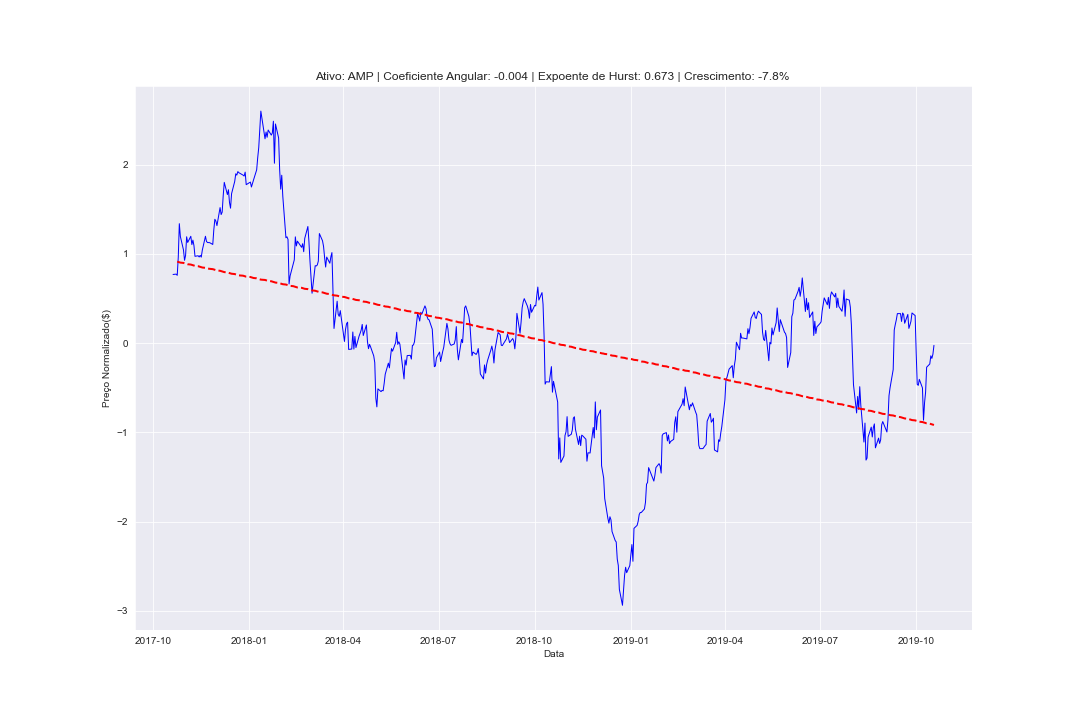 Ativo: AMP | Coeficiente Angular: -0.004 | Expoente de Hurst: 0.673 | Crescimento: -7.8%
Preço Normalizado($)
2
1
0
−1
−2
−3
2017-10 2018-01 2018-04 2018-07 2018-10 2019-01 2019-04 2019-07 2019-10
Data